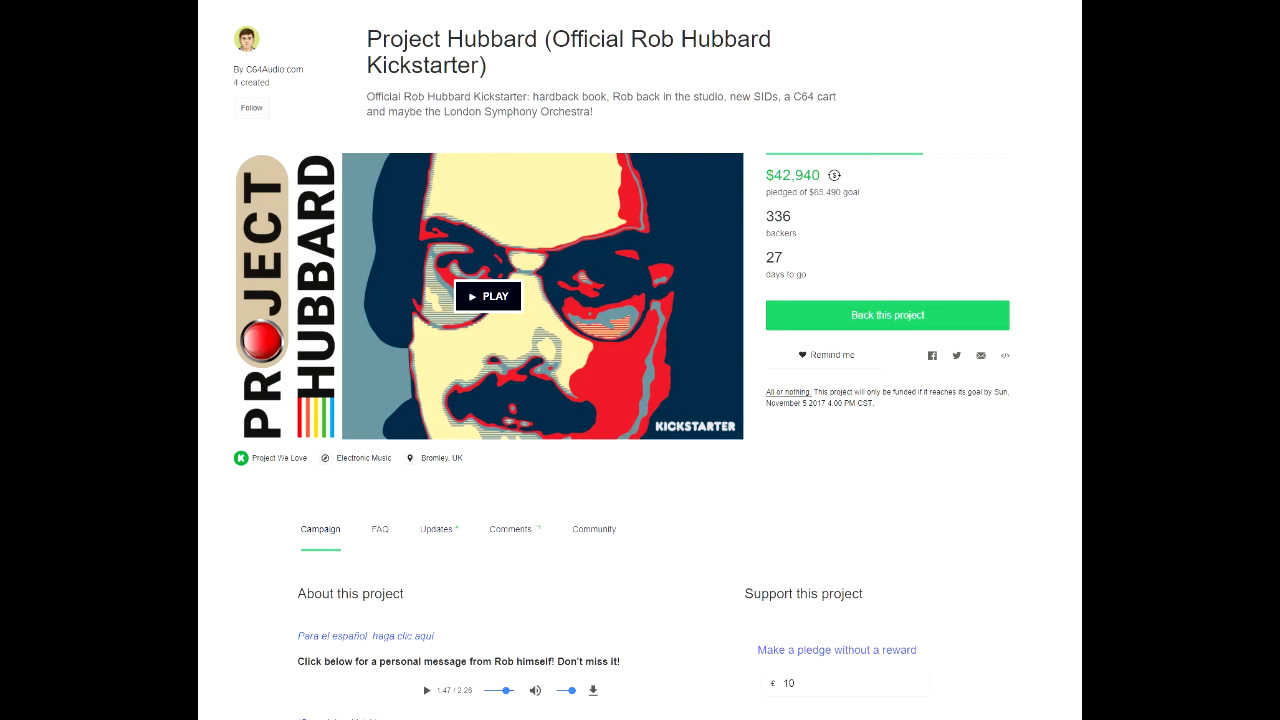 Project Hubbard (Official Rob Hubbard
Kickstarter)
By C64Audio.com
4 created
Follow
Official Rob Hubbard Kickstarter: hardback book, Rob back in the studio, new SIDs, a C64 cart
and maybe the London Symphony Orchestra!
PROJECT
HUBBARD
PLAY
KICKSTARTER
$42,940
pledged of $65,490 goal
336
backers
27
days to go
Back this project
Remind me
All or nothing. This project will only be funded if it reaches its goal by Sun,
November 5 2017 4:00 PM CST.
Project We Love
Electronic Music
Bromley, UK
Campaign
FAQ
Updates 4
Comments 75
Community
About this project
Support this project
Para el español haga clic aquí
Click below for a personal message from Rob himself! Don't miss it!
1:47 / 2:26
Make a pledge without a reward
£ 10